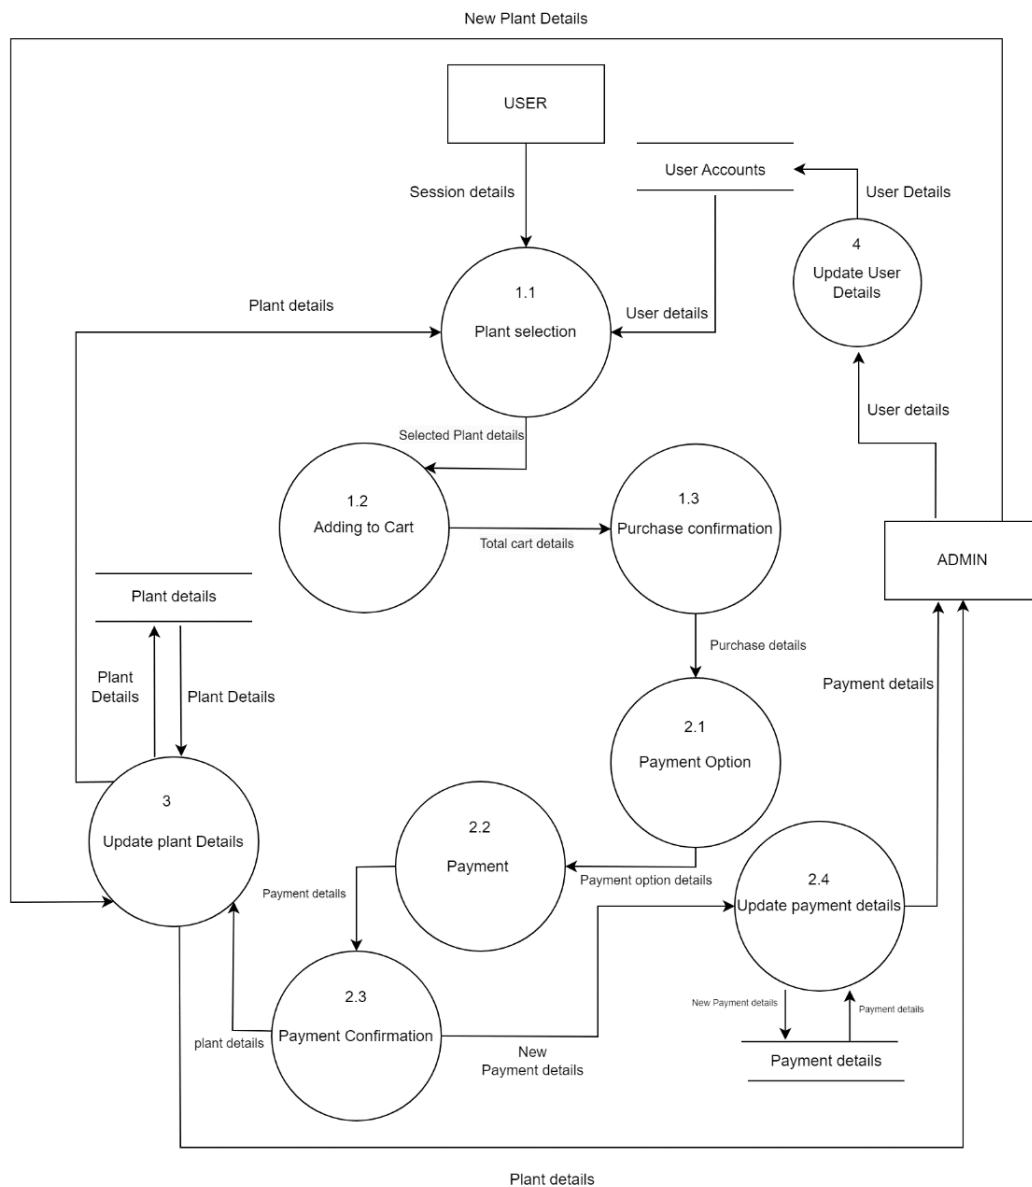 New Plant Details
USER
User Accounts
Session details
User Details
4
Update User
Details
1.1
Plant selection
Plant details
User details
User details
Selected Plant details
1.2
Adding to Cart
1.3
Purchase confirmation
Total cart details
ADMIN
Plant details
Purchase details
Plant
Details
Plant Details
Payment details
2.1
Payment Option
3
Update plant Details
2.2
Payment
Payment option details
2.4
Update payment details
Payment details
2.3
Payment Confirmation
plant details
New
Payment details
New Payment details
Payment details
Payment details
Plant details